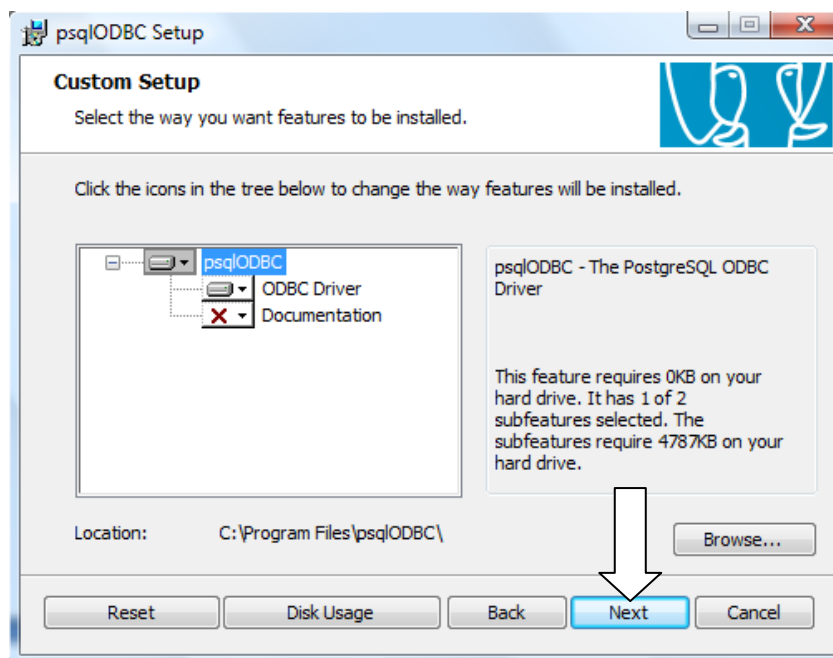 psqlODBC Setup
Custom Setup
Select the way you want features to be installed.
Click the icons in the tree below to change the way features will be installed.
psqlODBC
ODBC Driver
Documentation
psqlODBC - The PostgreSQL ODBC
Driver
This feature requires 0KB on your
hard drive. It has 1 of 2
subfeatures selected. The
subfeatures require 4787KB on your
hard drive.
Location: C:\Program Files\psqlODBC\
Browse...
Reset Disk Usage Back Next Cancel